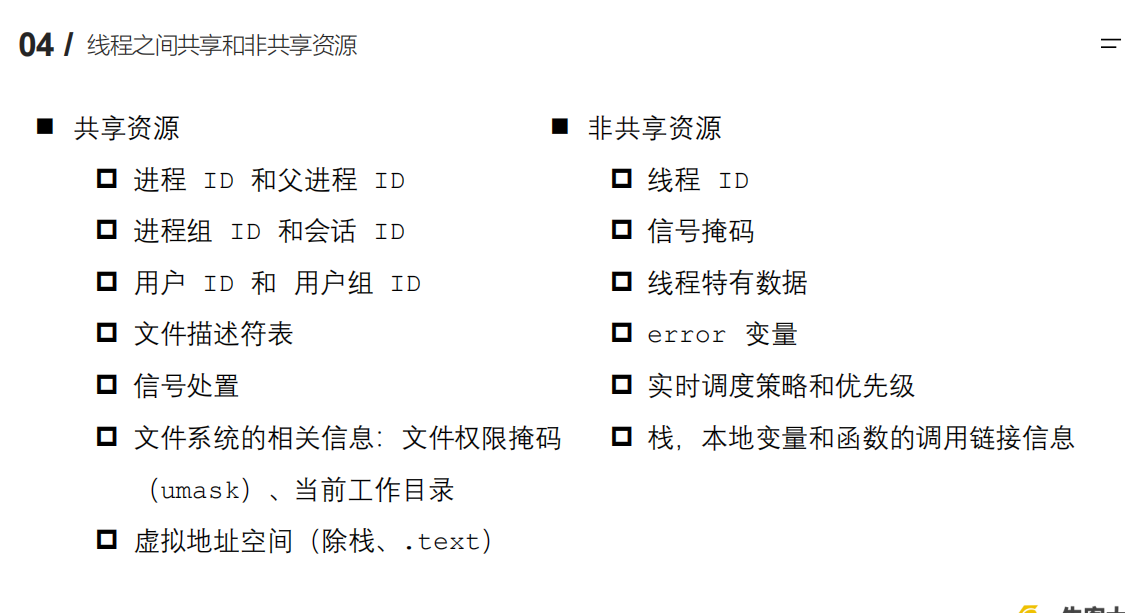 04 / 线程之间共享和非共享资源
共享资源
进程 ID 和父进程 ID
进程组 ID 和会话 ID
用户 ID 和 用户组 ID
文件描述符表
信号处置
文件系统的相关信息：文件权限掩码
（umask）、当前工作目录
虚拟地址空间（除栈、.text）
非共享资源
线程 ID
信号掩码
线程特有数据
error 变量
实时调度策略和优先级
栈，本地变量和函数的调用链接信息